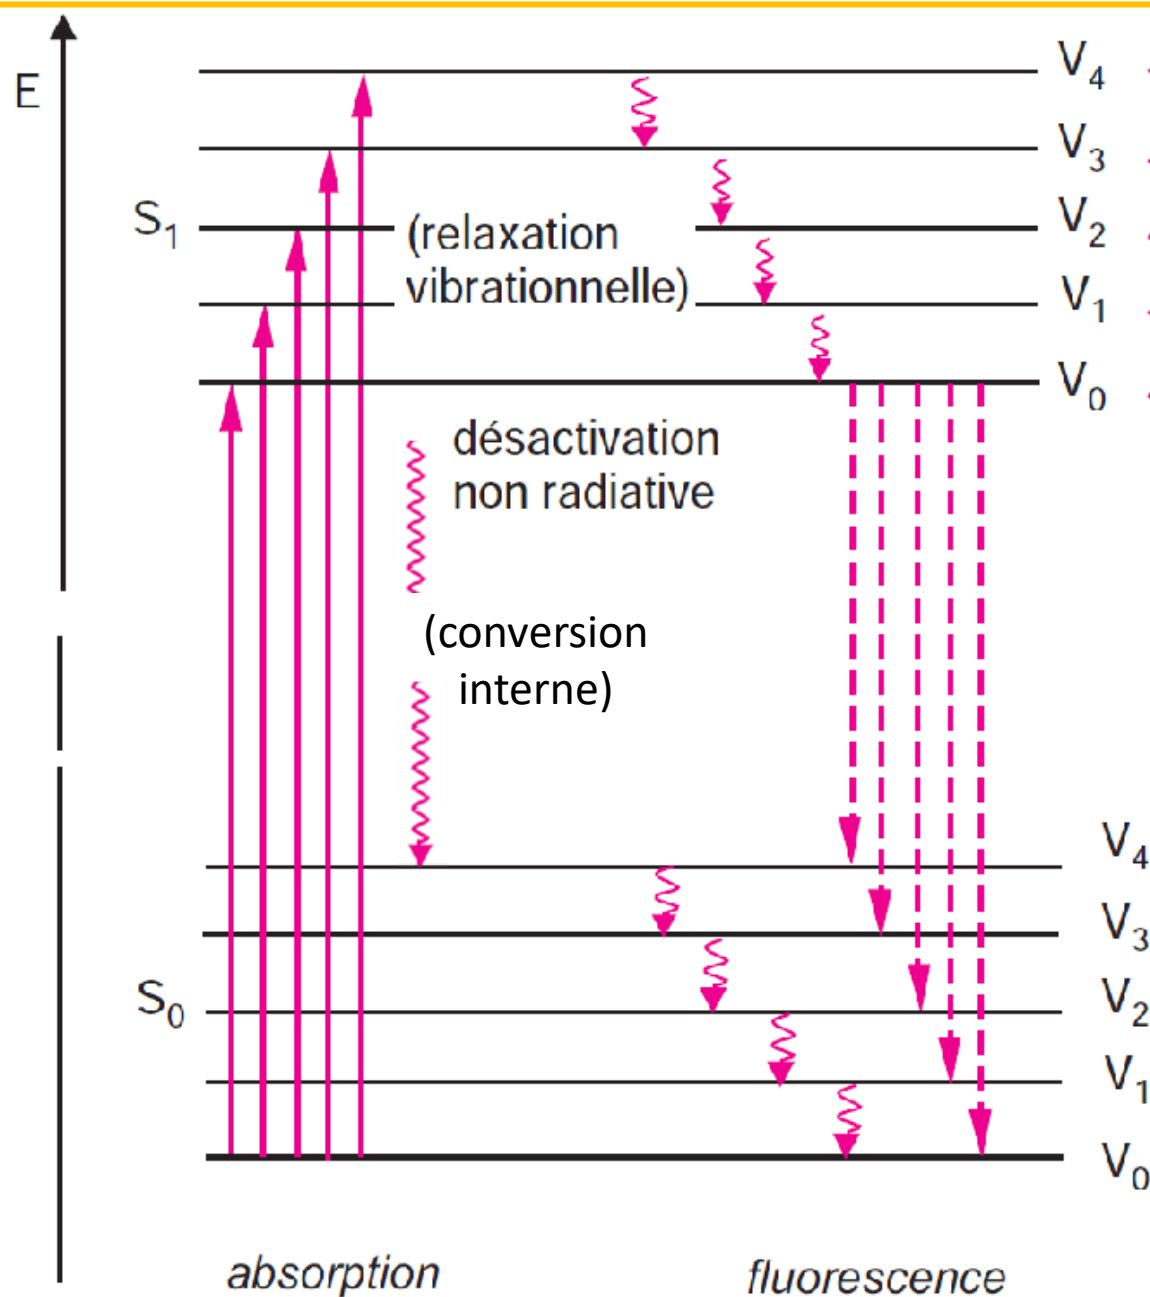 E
V4
V3
S1
V2
(relaxation
vibrationnelle)
V1
V0
désactivation
non radiative
(conversion
interne)
V4
V3
S0
V2
V1
V0
absorption
fluorescence